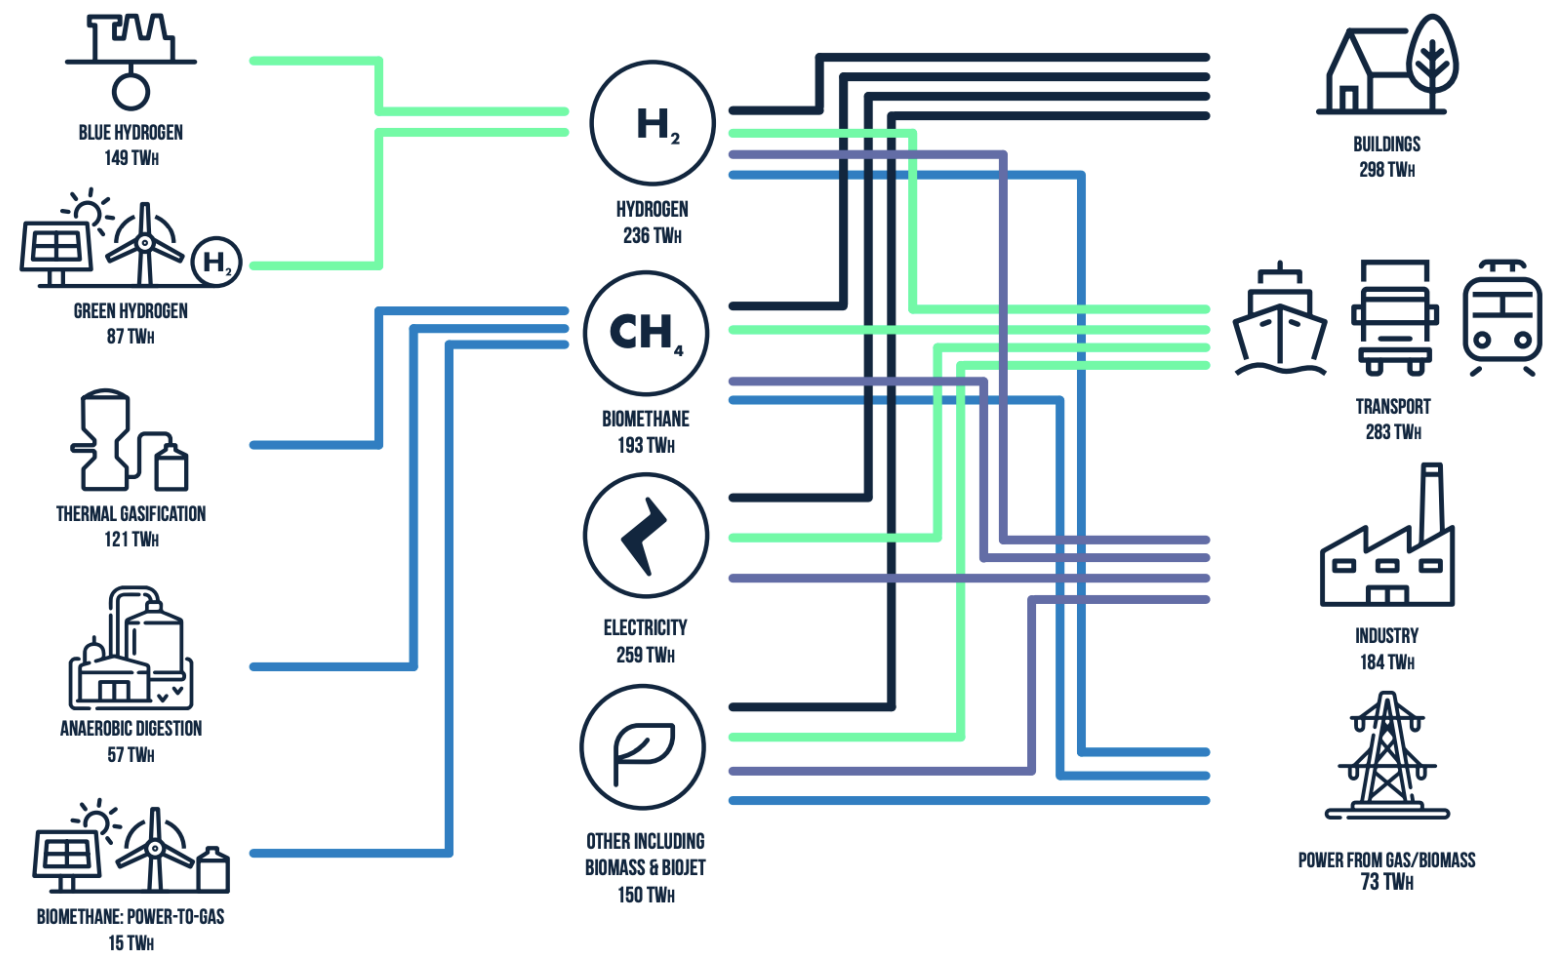 BLUE HYDROGEN
149 TWH
H2
GREEN HYDROGEN
87 TWH
THERMAL GASIFICATION
121 TWH
ANAEROBIC DIGESTION
57 TWH
BIOMETHANE: POWER-TO-GAS
15 TWH
H2
HYDROGEN
236 TWH
CH4
BIOMETHANE
193 TWH
ELECTRICITY
259 TWH
OTHER INCLUDING
BIOMASS & BIOJET
150 TWH
BUILDINGS
298 TWH
TRANSPORT
283 TWH
INDUSTRY
184 TWH
POWER FROM GAS/BIOMASS
73 TWH